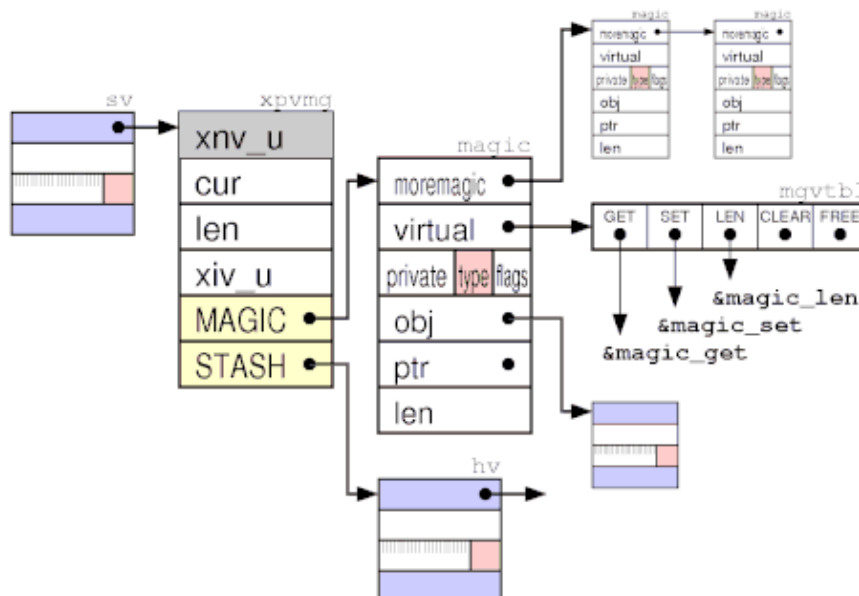 magic magic
moremagic moremagic
virtual virtual
private type flags private type flags
obj obj
ptr ptr
len len
sv
xpvmg
xnv_u
cur
len
xiv_u
MAGIC
STASH
magic
moremagic
virtual
private type flags
obj
ptr
len
mgvtbl
GET SET LEN CLEAR FREE
&magic_len
&magic_set
&magic_get
hv